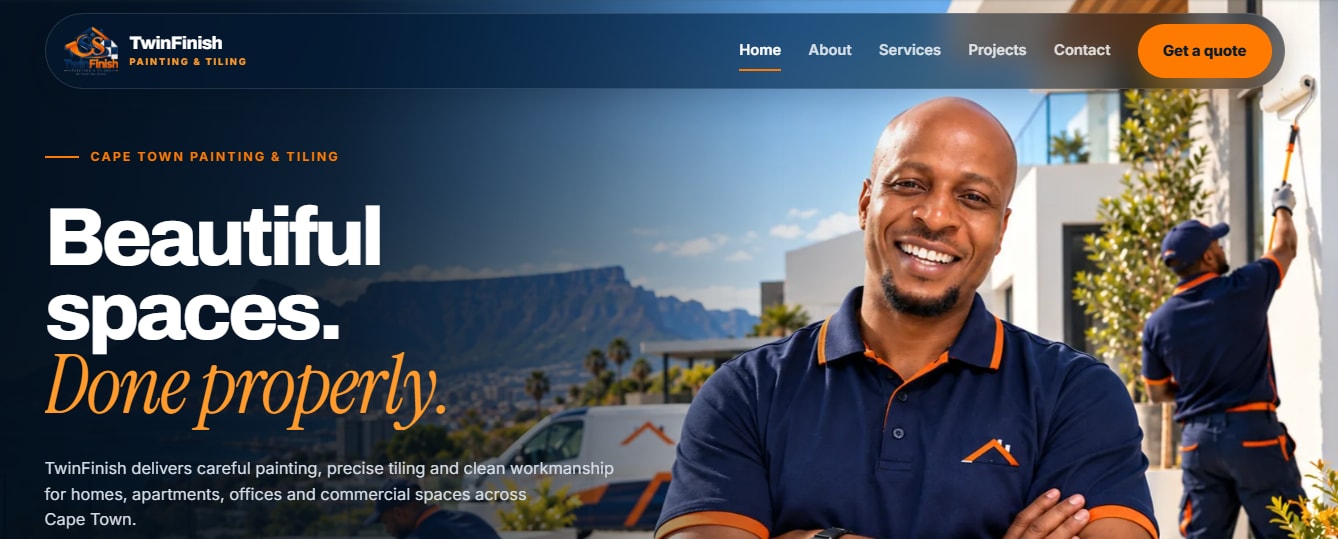 TwinFinish
PAINTING & TILING
TwinFinish
Home
About
Services
Projects
Contact
Get a quote
CAPE TOWN PAINTING & TILING
Beautiful
spaces.
Done properly.
TwinFinish delivers careful painting, precise tiling and clean workmanship
for homes, apartments, offices and commercial spaces across
Cape Town.